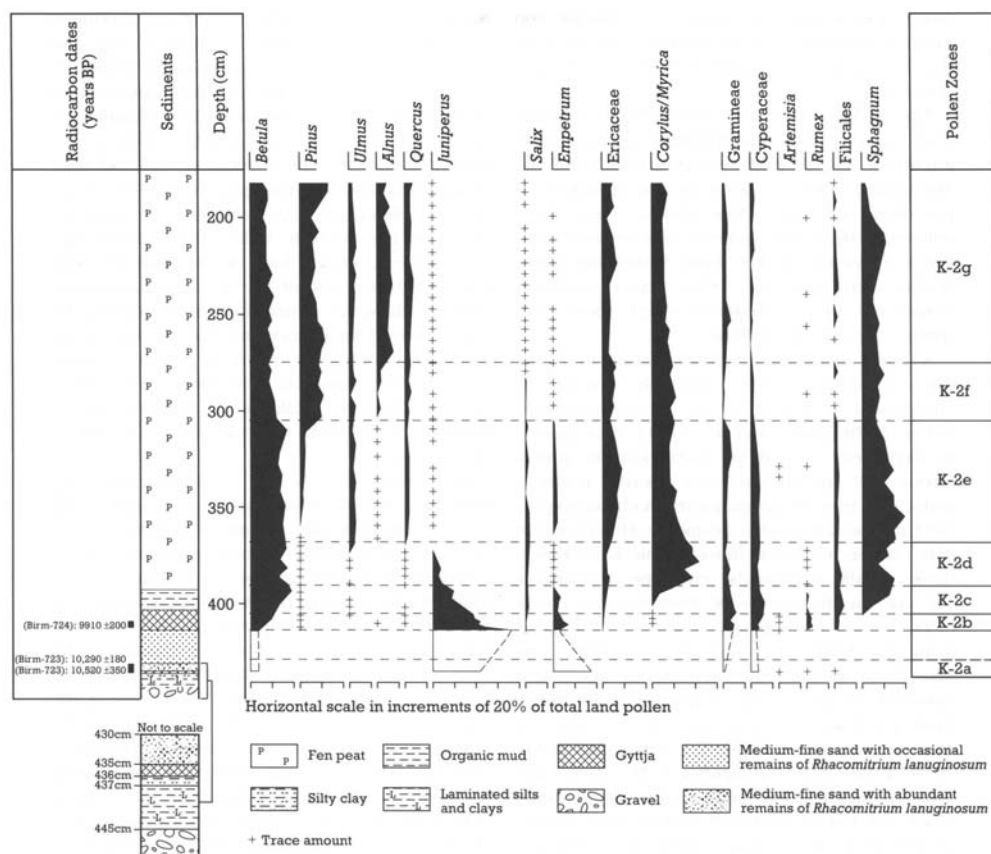 Radiocarbon dates
(years BP)
Sediments
Depth (cm)
Betula
Pinus
Ulmus
Alnus
Quercus
Juniperus
Salix
Empetrum
Ericaceae
Corylus/Myrica
Gramineae
Cyperaceae
Artemisia
Rumex
Filicales
Sphagnum
Pollen Zones
200
250
300
350
400
K-2g
K-2f
K-2e
K-2d
K-2c
K-2b
K-2a
(Birm-724): 9910 ±200
(Birm-723): 10,290 ±180
(Birm-723): 10,520 ±350
Horizontal scale in increments of 20% of total land pollen
Not to scale
430cm
435cm
436cm
437cm
445cm
P
P
Fen peat
Organic mud
Gyttja
Medium-fine sand with occasional
remains of Rhacomitrium lanuginosum
Silty clay
L
Laminated silts
and clays
Gravel
Medium-fine sand with abundant
remains of Rhacomitrium lanuginosum
+ Trace amount